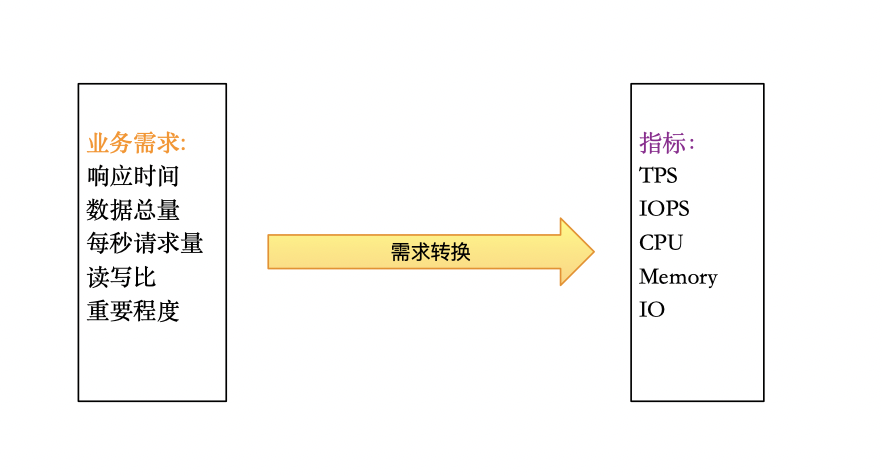 业务需求:
响应时间
数据总量
每秒请求量
读写比
重要程度
需求转换
指标：
TPS
IOPS
CPU
Memory
IO